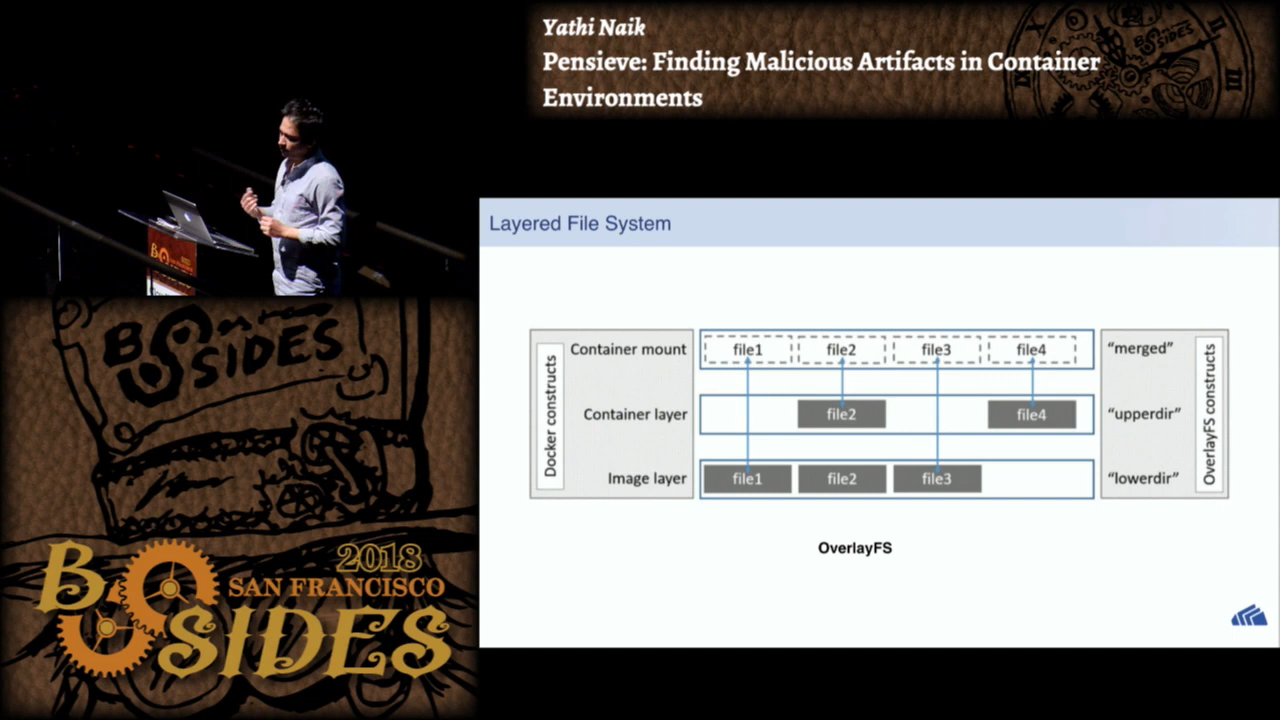 Yathi Naik
Pensieve: Finding Malicious Artifacts in Container
Environments
BSIDES
Layered File System
Docker constructs
Container mount
file1
file2
file3
file4
"merged"
Container layer
file2
file4
"upperdir"
Image layer
file1
file2
file3
"lowerdir"
OverlayFS constructs
OverlayFS
BSIDES
2018
SAN FRANCISCO
BSIDES